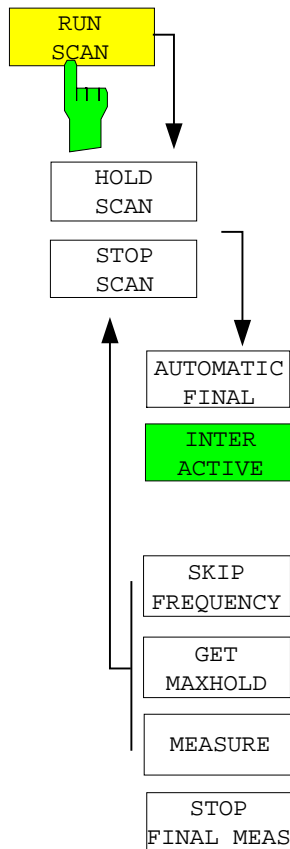 RUN
SCAN
HOLD
SCAN
STOP
SCAN
AUTOMATIC
FINAL
INTER
ACTIVE
SKIP
FREQUENCY
GET
MAXHOLD
MEASURE
STOP
FINAL MEAS